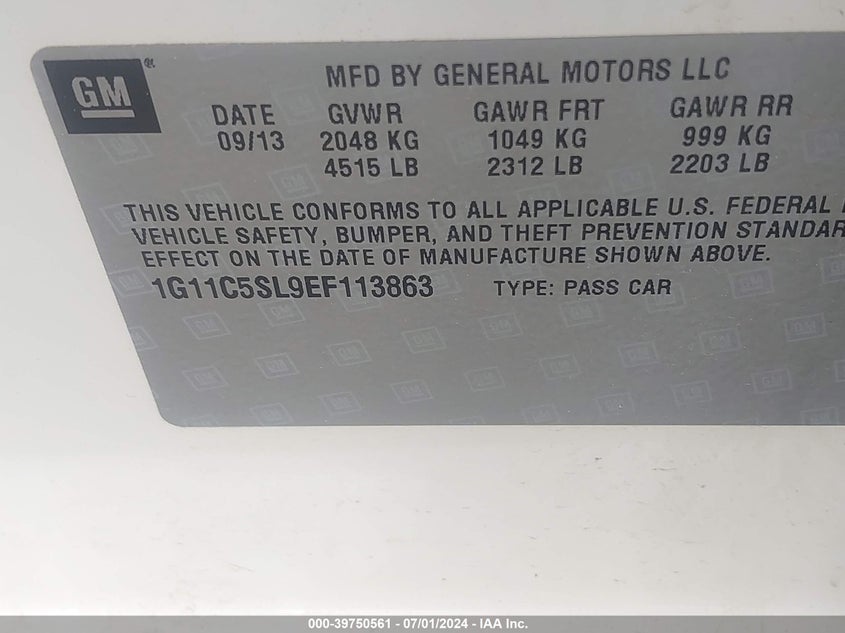 GM
MFD BY GENERAL MOTORS LLC
DATE GVWR GAWR FRT GAWR RR
09/13 2048 KG 1049 KG 999 KG
4515 LB 2312 LB 2203 LB
THIS VEHICLE CONFORMS TO ALL APPLICABLE U.S. FEDERAL
VEHICLE SAFETY, BUMPER, AND THEFT PREVENTION STANDAR
EFFECT ON THE DATE OF MANUFACTURE SHOWN ABOVE.
1G11C5SL9EF113863 TYPE: PASS CAR
000-39750561 - 07/01/2024 - IAA Inc.